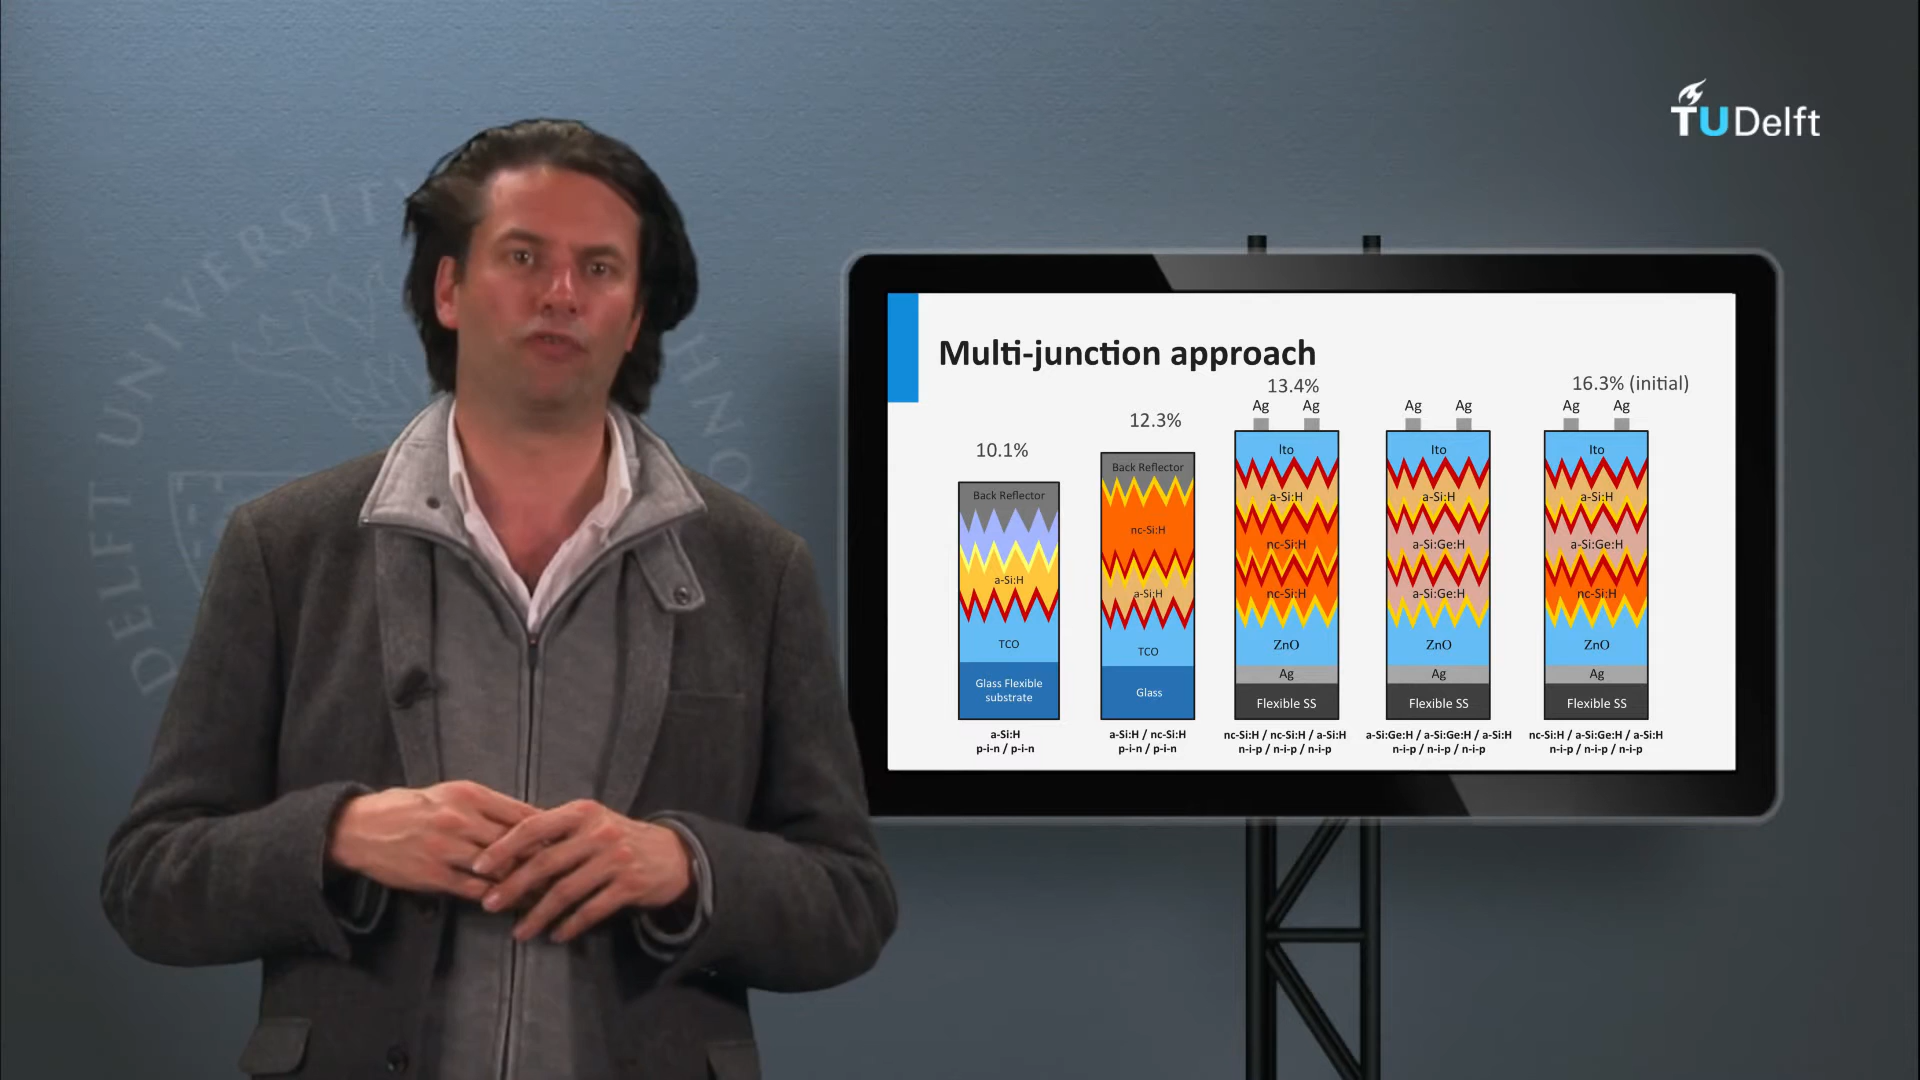 TUDelft
DELFT UNIVERSITY
Multi-junction approach
10.1%
Back Reflector
a-Si:H
TCO
Glass Flexible
substrate
a-Si:H
p-i-n / p-i-n
12.3%
Back Reflector
nc-Si:H
a-Si:H
TCO
Glass
a-Si:H / nc-Si:H
p-i-n / p-i-n
13.4%
Ag Ag
Ito
a-Si:H
nc-Si:H
nc-Si:H
ZnO
Ag
Flexible SS
nc-Si:H / nc-Si:H / a-Si:H
n-i-p / n-i-p / n-i-p
Ag Ag
Ito
a-Si:H
a-Si:Ge:H
a-Si:Ge:H
ZnO
Ag
Flexible SS
a-Si:Ge:H / a-Si:Ge:H / a-Si:H
n-i-p / n-i-p / n-i-p
16.3% (initial)
Ag Ag
Ito
a-Si:H
a-Si:Ge:H
nc-Si:H
ZnO
Ag
Flexible SS
nc-Si:H / a-Si:Ge:H / a-Si:H
n-i-p / n-i-p / n-i-p